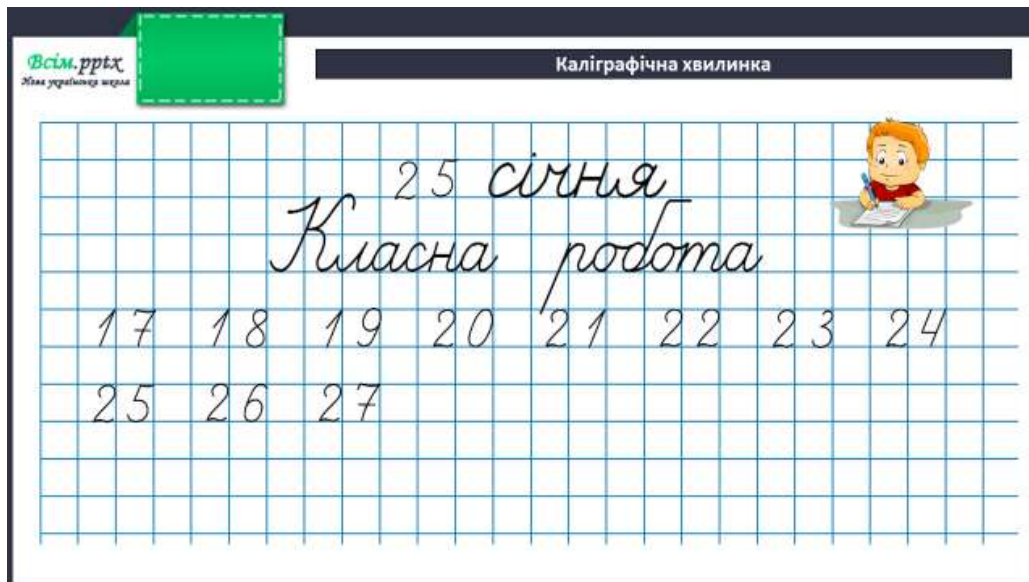 Всім.pptx
Нова українська школа
Каліграфічна хвилинка
25 січня
Класна робота
17 18 19 20 21 22 23 24
25 26 27